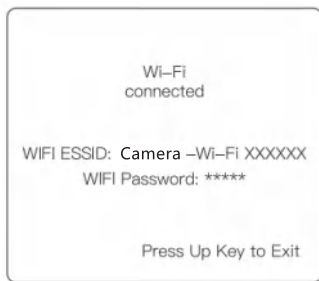 Wi–Fi
connected
WIFI ESSID: Camera –Wi–Fi XXXXXX
WIFI Password: *****
Press Up Key to Exit